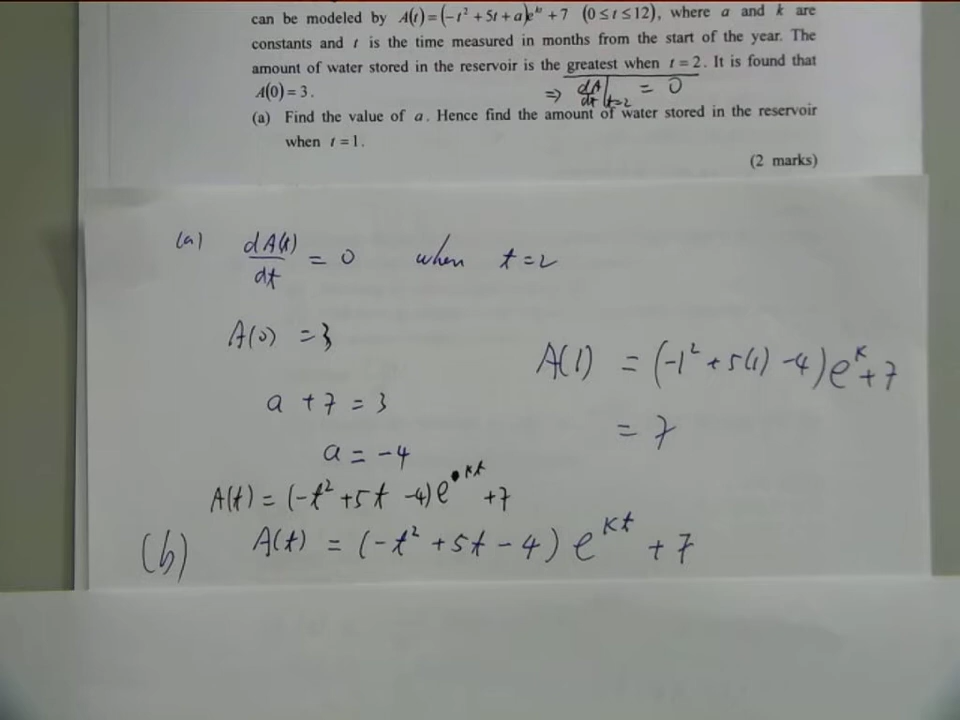 can be modeled by A(t) = (-t² + 5t + a)e^{kt} + 7 (0 ≤ t ≤ 12), where a and k are
constants and t is the time measured in months from the start of the year. The
amount of water stored in the reservoir is the greatest when t = 2. It is found that
A(0) = 3.
⇒ dA/dt |t=2 = 0
(a) Find the value of a. Hence find the amount of water stored in the reservoir
when t = 1.
(2 marks)
(a) dA(t)/dt = 0 when t = 2
A(0) = 3
a + 7 = 3
a = -4
A(t) = (-t² + 5t - 4)e^{kt} + 7
A(1) = (-1² + 5(1) - 4)e^k + 7
= 7
(b) A(t) = (-t² + 5t - 4) e^{kt} + 7